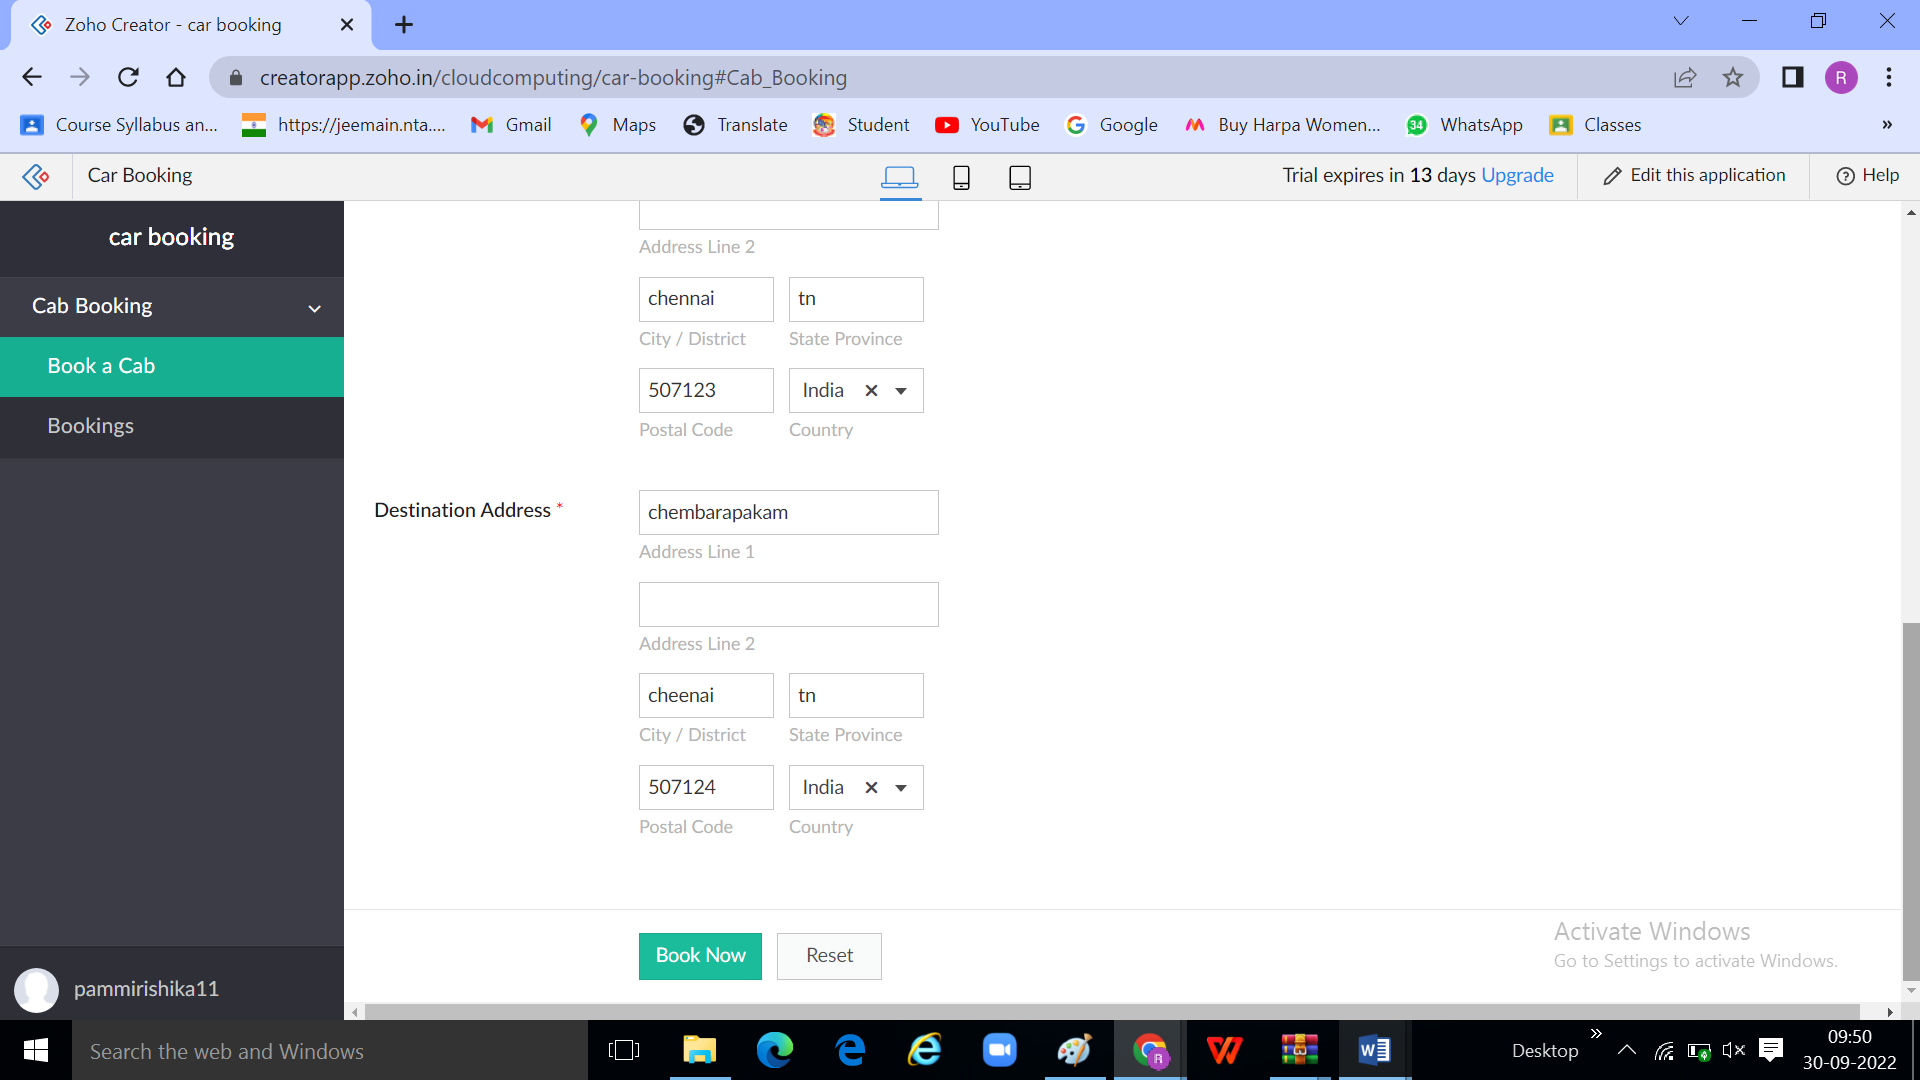 Zoho Creator - car booking
creatorapp.zoho.in/cloudcomputing/car-booking#Cab_Booking
R
Course Syllabus an...
https://jeemain.nta....
Gmail
Maps
Translate
Student
YouTube
Google
Buy Harpa Women...
34
WhatsApp
Classes
»
Car Booking
Trial expires in 13 days Upgrade
Edit this application
Help
car booking
Cab Booking
Book a Cab
Bookings
pammirishika11
Address Line 2
chennai tn
City / District State Province
507123 India
Postal Code Country
Destination Address * chembarapakam
Address Line 1
Address Line 2
cheenai tn
City / District State Province
507124 India
Postal Code Country
Book Now Reset
Activate Windows
Go to Settings to activate Windows.
Search the web and Windows
R
Desktop
»
09:50
30-09-2022